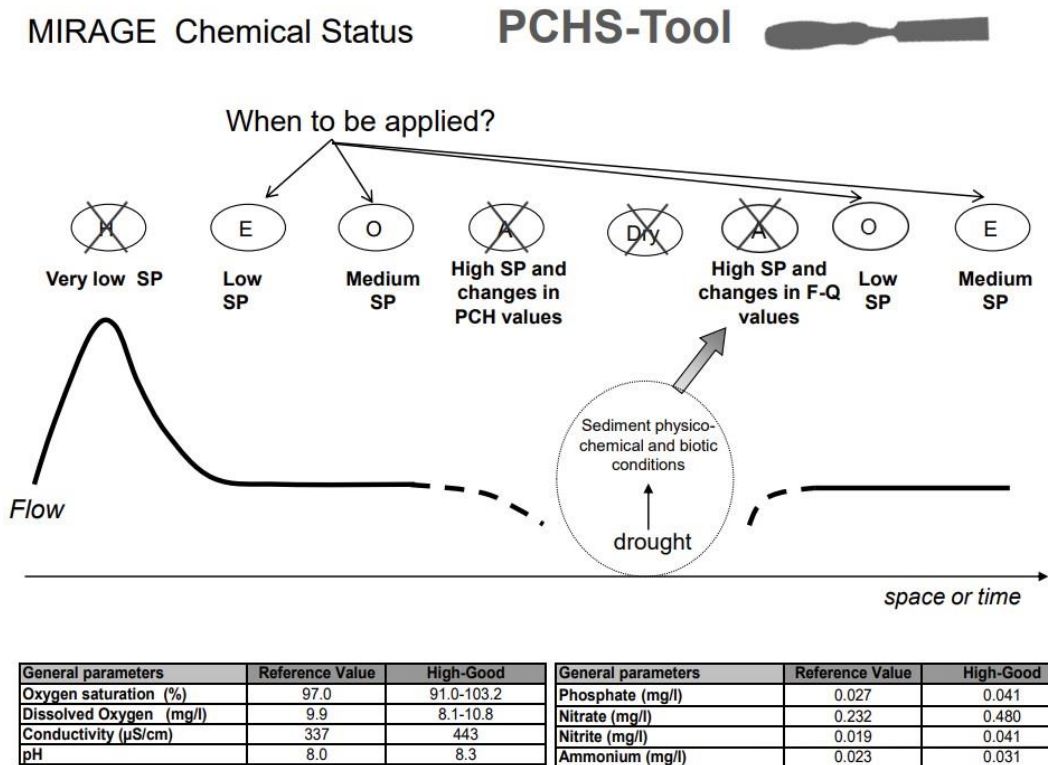 MIRAGE Chemical Status PCHS-Tool
When to be applied?
H E O A Dry A O E
Very low SP
Low
SP
Medium
SP
High SP and
changes in
PCH values
High SP and
changes in F-Q
values
Low
SP
Medium
SP
Sediment physico-
chemical and biotic
conditions
drought
Flow
space or time
General parameters Reference Value High-Good
Oxygen saturation (%) 97.0 91.0-103.2
Dissolved Oxygen (mg/l) 9.9 8.1-10.8
Conductivity (µS/cm) 337 443
pH 8.0 8.3
General parameters Reference Value High-Good
Phosphate (mg/l) 0.027 0.041
Nitrate (mg/l) 0.232 0.480
Nitrite (mg/l) 0.019 0.041
Ammonium (mg/l) 0.023 0.031